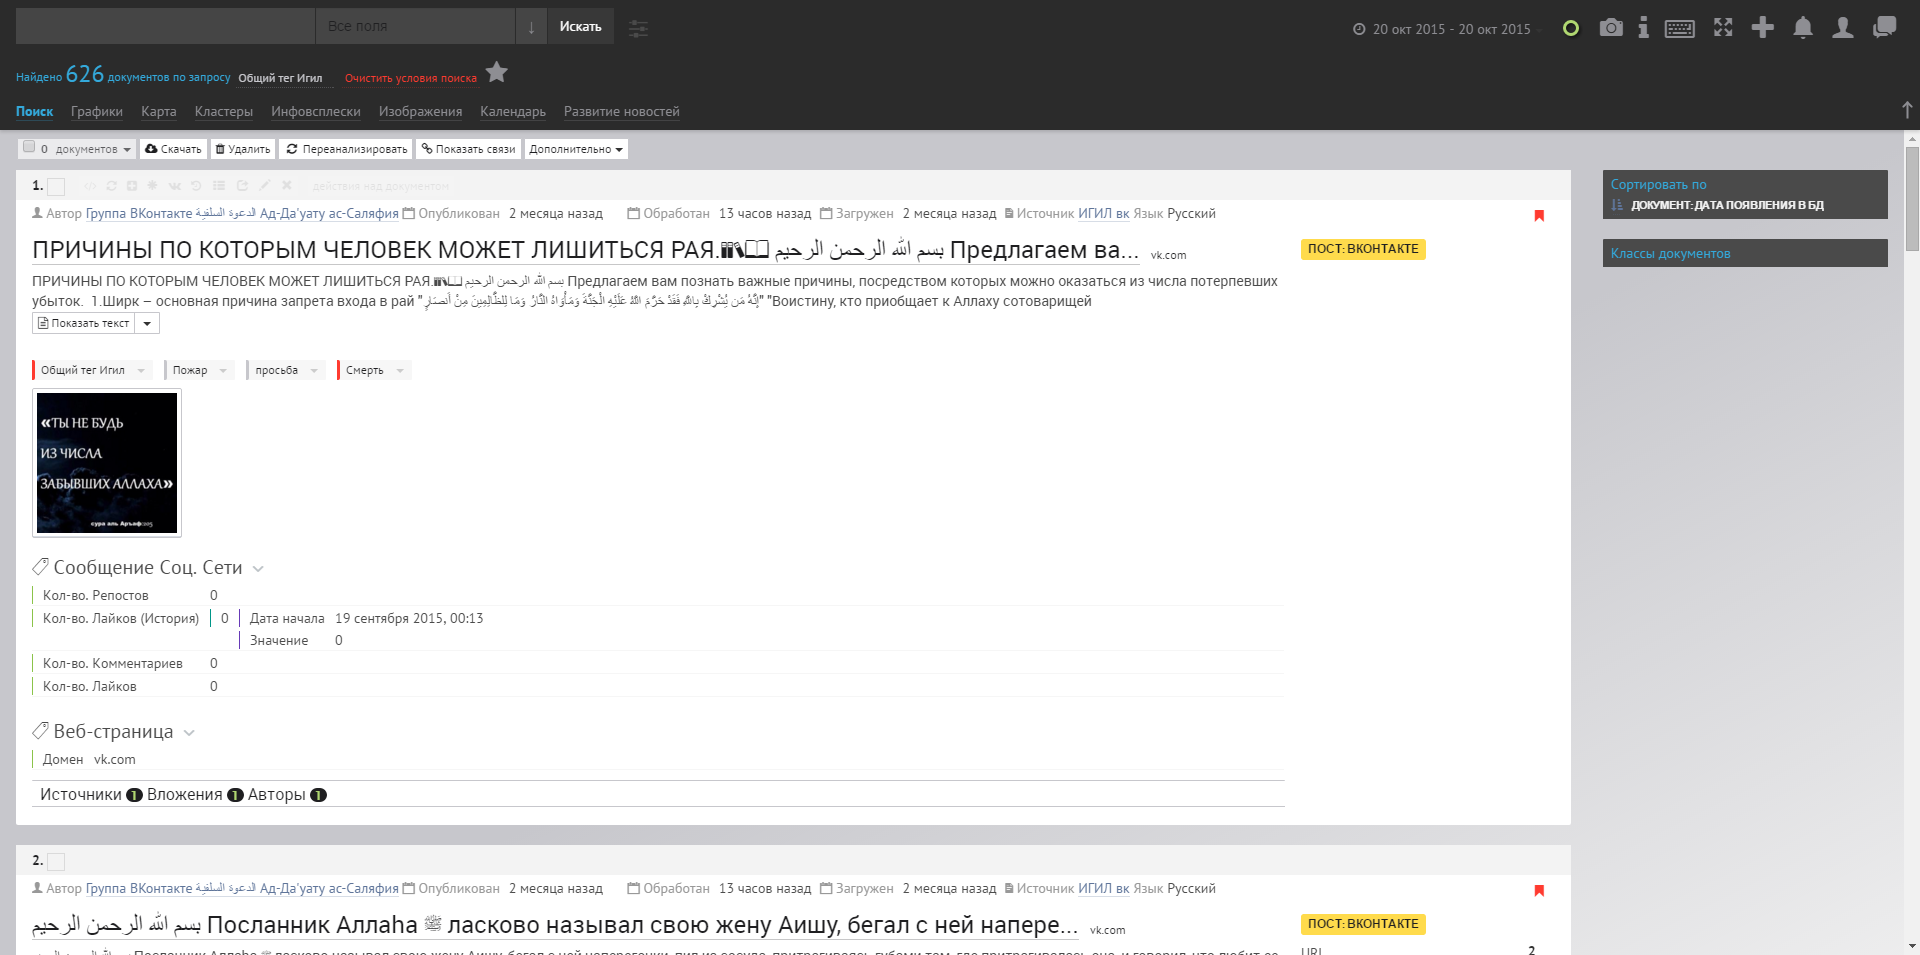 Все поля ↓ Искать 20 окт 2015 - 20 окт 2015
Найдено 626 документов по запросу Общий тег Игил Очистить условия поиска
Поиск Графики Карта Кластеры Инфовсплески Изображения Календарь Развитие новостей
0 документов Скачать Удалить Переанализировать Показать связи Дополнительно
1. действия над документом
Автор Группа ВКонтакте الدعوة السلفية Ад-Да'уату ас-Саляфия Опубликован 2 месяца назад Обработан 13 часов назад Загружен 2 месяца назад Источник ИГИЛ вк Язык Русский
ПРИЧИНЫ ПО КОТОРЫМ ЧЕЛОВЕК МОЖЕТ ЛИШИТЬСЯ РАЯ. بسم الله الرحمن الرحيم Предлагаем ва... vk.com
ПОСТ: ВКОНТАКТЕ
ПРИЧИНЫ ПО КОТОРЫМ ЧЕЛОВЕК МОЖЕТ ЛИШИТЬСЯ РАЯ. بسم الله الرحمن الرحيم Предлагаем вам познать важные причины, посредством которых можно оказаться из числа потерпевших
убыток. 1.Ширк – основная причина запрета входа в рай "إِنَّهُ مَن يُشْرِكْ بِاللَّهِ فَقَدْ حَرَّمَ اللَّهُ عَلَيْهِ الْجَنَّةَ وَمَأْوَاهُ النَّارُ وَمَا لِلظَّالِمِينَ مِنْ أَنصَارٍ" "Воистину, кто приобщает к Аллаху сотоварищей
Показать текст
Общий тег Игил Пожар просьба Смерть
«ТЫ НЕ БУДЬ
ИЗ ЧИСЛА
ЗАБЫВШИХ АЛЛАХА»
сура аль Аръаф:205
Сообщение Соц. Сети
Кол-во. Репостов 0
Кол-во. Лайков (История) 0 Дата начала 19 сентября 2015, 00:13
Значение 0
Кол-во. Комментариев 0
Кол-во. Лайков 0
Веб-страница
Домен vk.com
Источники 1 Вложения 1 Авторы 1
2.
Автор Группа ВКонтакте الدعوة السلفية Ад-Да'уату ас-Саляфия Опубликован 2 месяца назад Обработан 13 часов назад Загружен 2 месяца назад Источник ИГИЛ вк Язык Русский
بسم الله الرحمن الرحيم Посланник Аллаhа ﷺ ласково называл свою жену Аишу, бегал с ней напере... vk.com
ПОСТ: ВКОНТАКТЕ
URL 2
Сортировать по
ДОКУМЕНТ: ДАТА ПОЯВЛЕНИЯ В БД
Классы документов